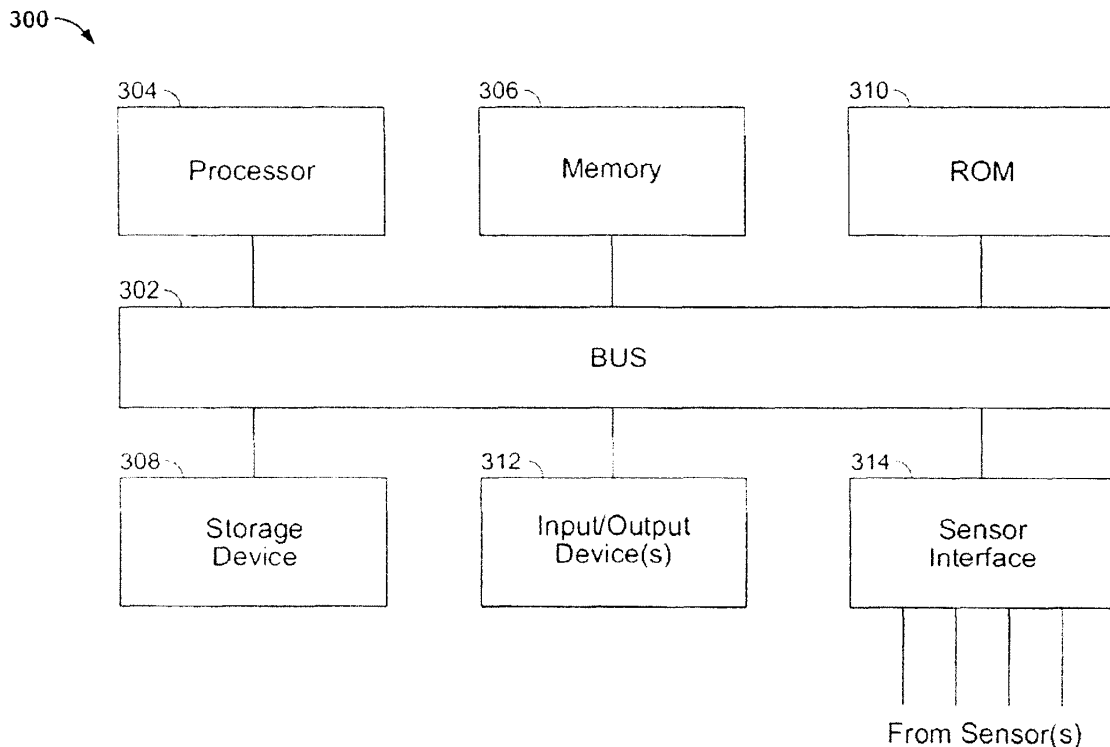 300
304
306
310
Processor
Memory
ROM
302
BUS
308
312
314
Storage
Device
Input/Output
Device(s)
Sensor
Interface
From Sensor(s)